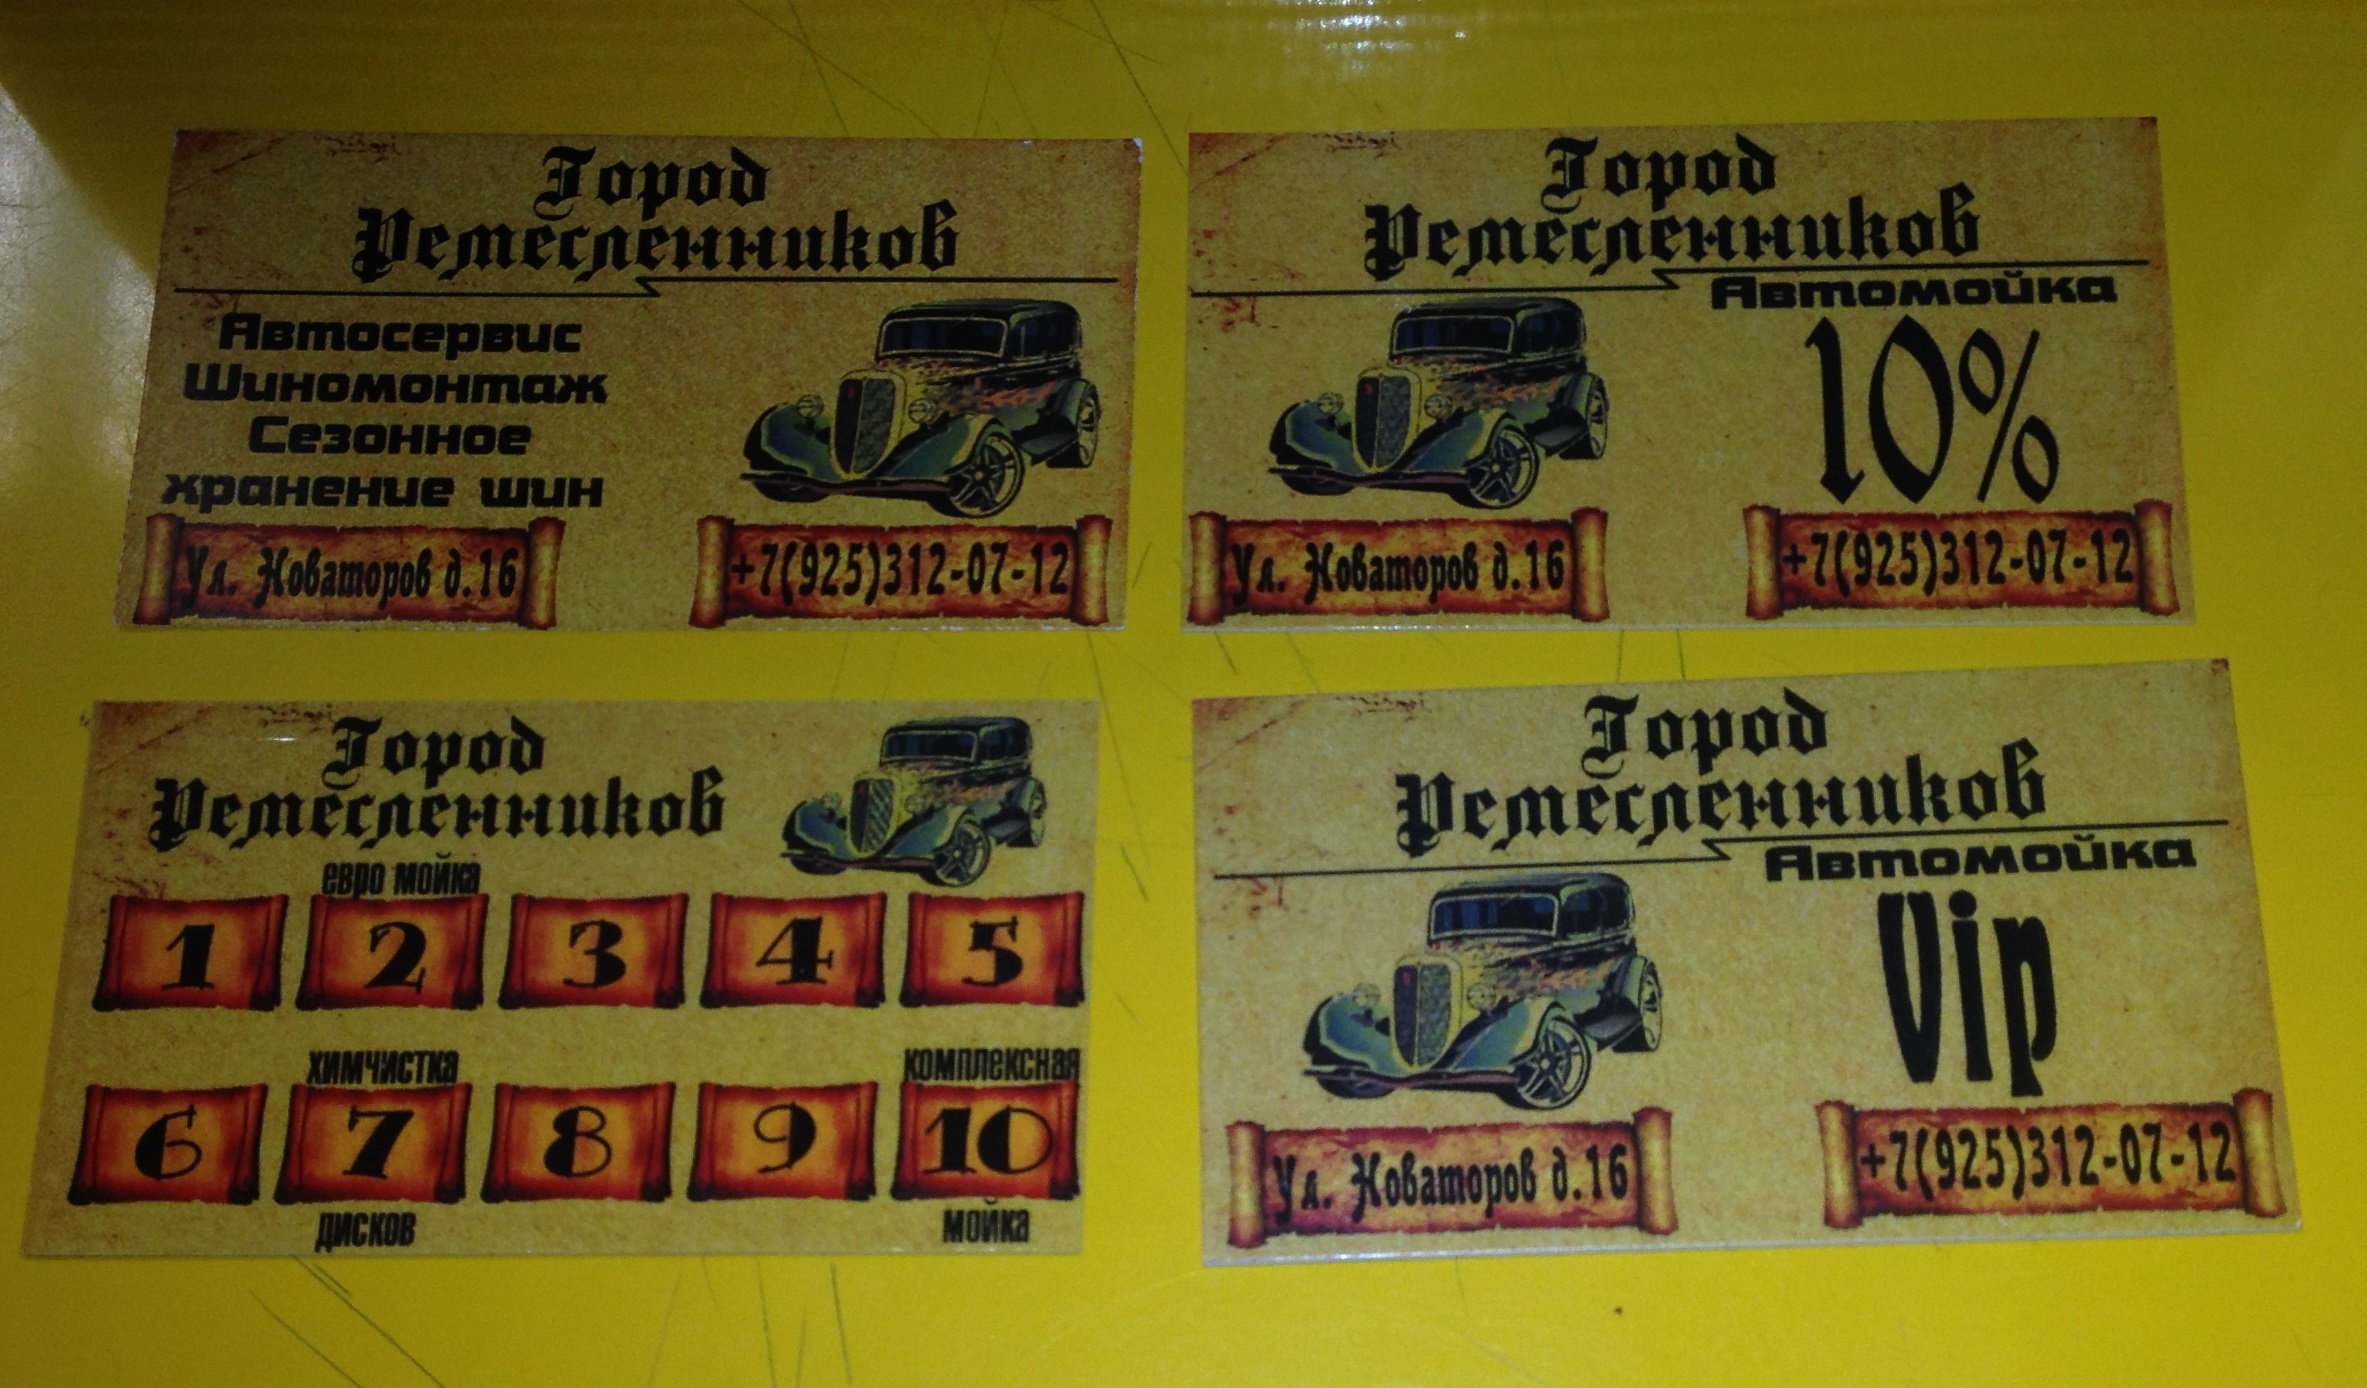 Город
Ремесленников
Автосервис
Шиномонтаж
Сезонное
хранение шин
Ул. Новаторов д.16
+7(925)312-07-12
Город
Ремесленников
Автомойка
10%
Ул. Новаторов д.16
+7(925)312-07-12
Город
Ремесленников
евро мойка
1 2 3 4 5
химчистка комплексная
6 7 8 9 10
дисков мойка
Город
Ремесленников
Автомойка
Vip
Ул. Новаторов д.16
+7(925)312-07-12